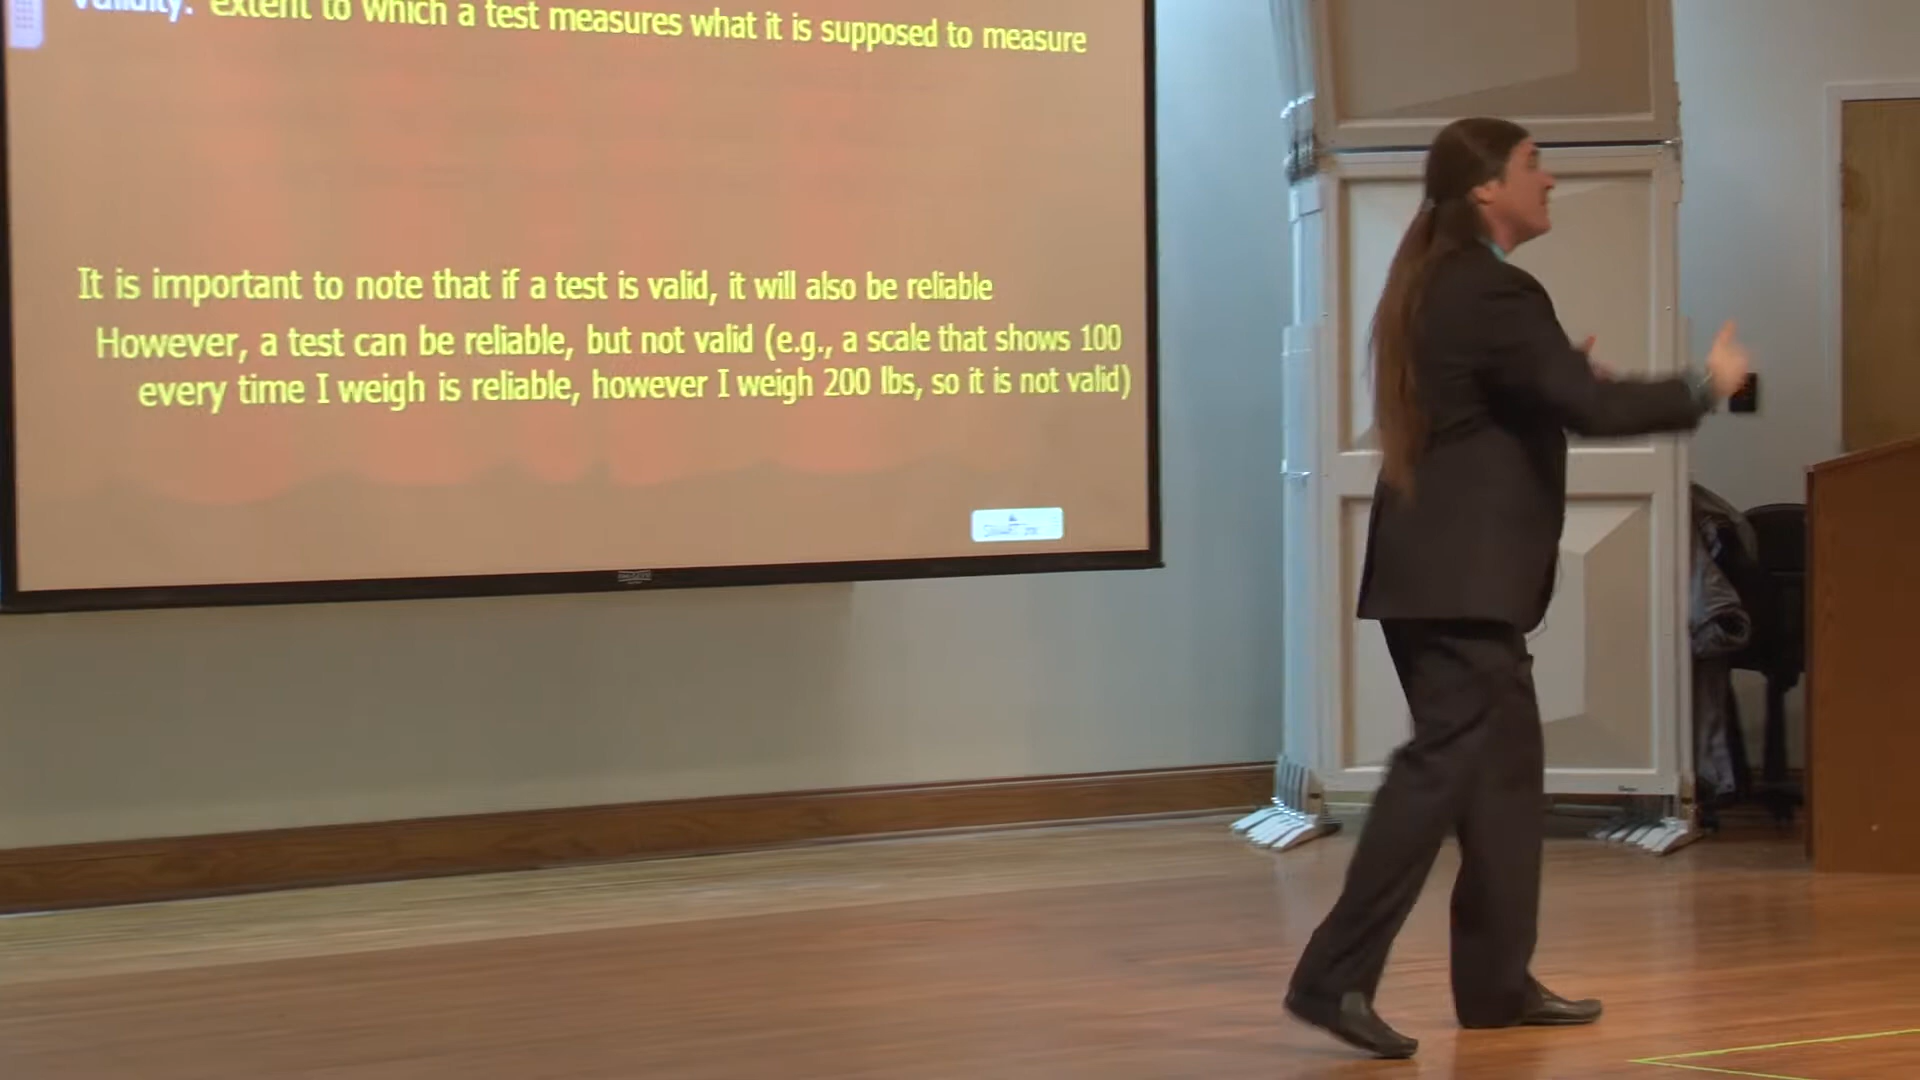 Validity: extent to which a test measures what it is supposed to measure
It is important to note that if a test is valid, it will also be reliable
However, a test can be reliable, but not valid (e.g., a scale that shows 100
every time I weigh is reliable, however I weigh 200 lbs, so it is not valid)